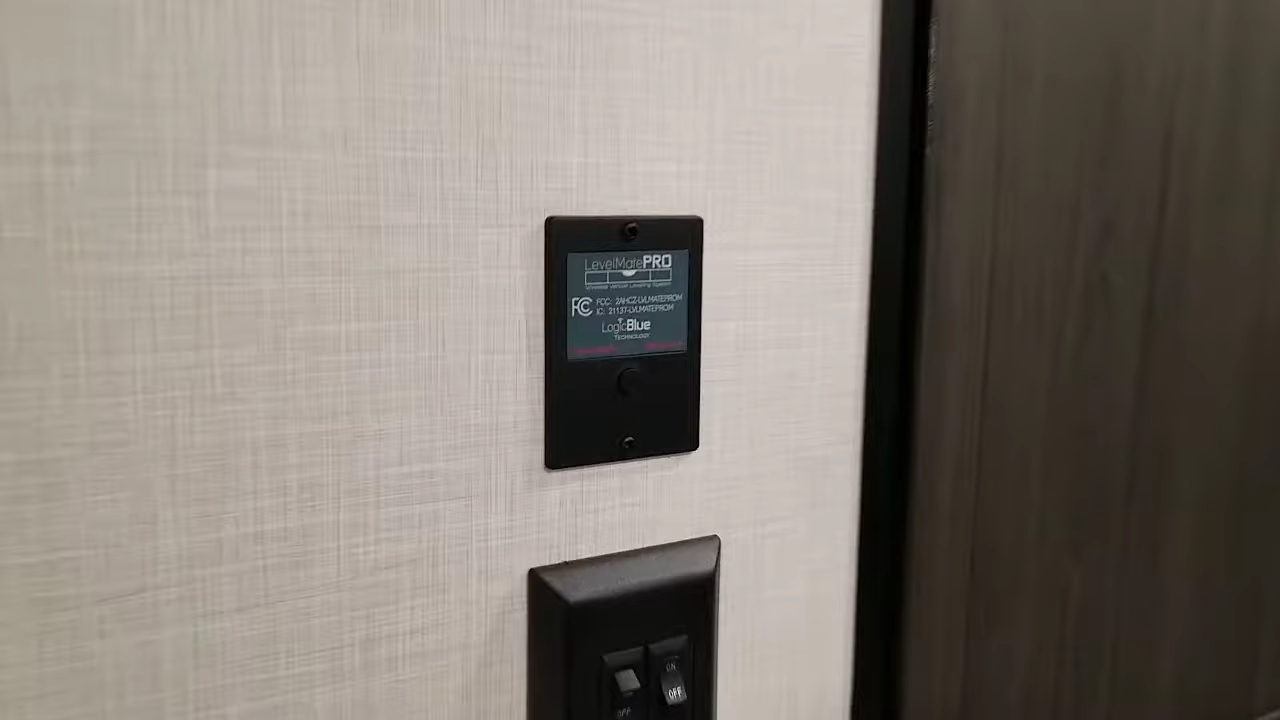 LevelMatePRO
Wireless Vehicle Leveling System
FCC: 2AHCZ-LVLMATEPROM
IC: 21137-LVLMATEPROM
LogicBlue
TECHNOLOGY
ON
OFF
OFF